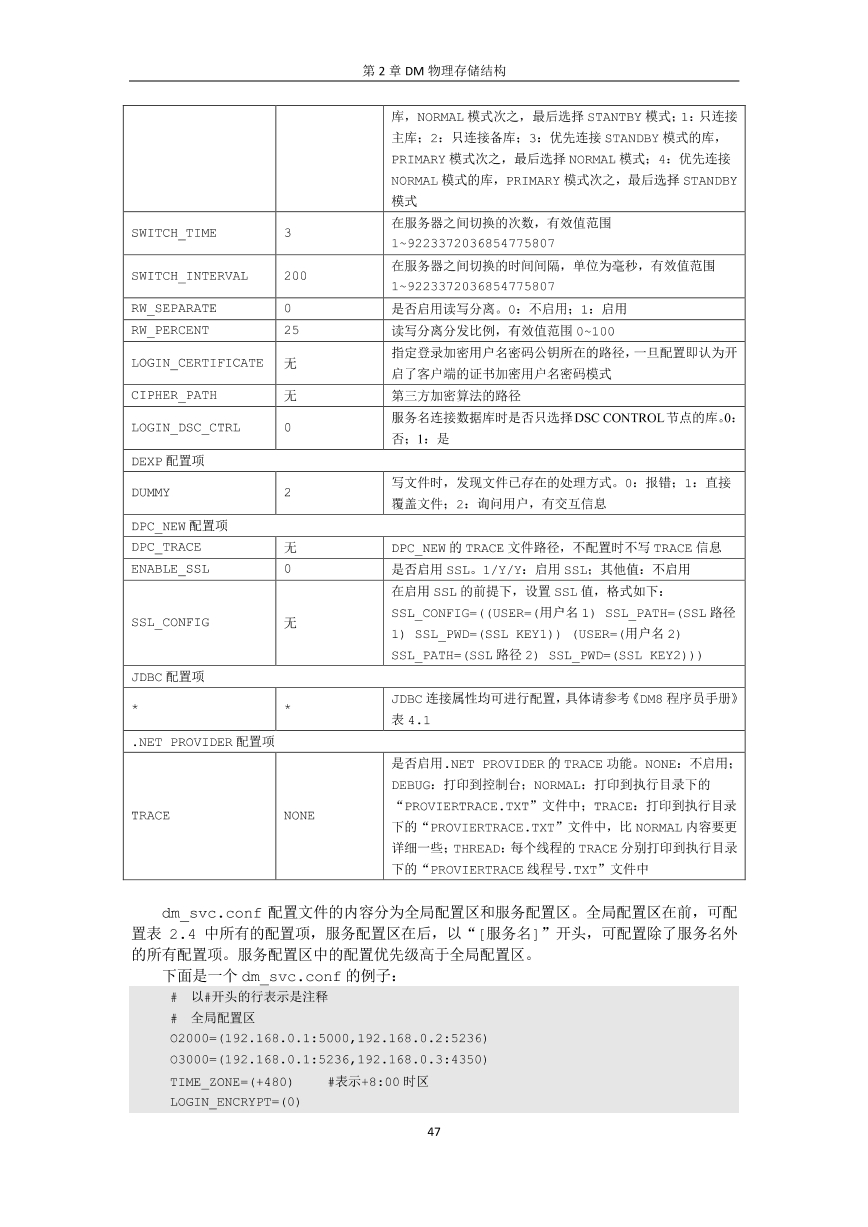 第 2 章 DM 物理存储结构
库，NORMAL 模式次之，最后选择 STANTBY 模式；1：只连接
主库；2：只连接备库；3：优先连接 STANDBY 模式的库，
PRIMARY 模式次之，最后选择 NORMAL 模式；4：优先连接
NORMAL 模式的库，PRIMARY 模式次之，最后选择 STANDBY
模式
SWITCH_TIME 3 在服务器之间切换的次数，有效值范围
1~9223372036854775807
SWITCH_INTERVAL 200 在服务器之间切换的时间间隔，单位为毫秒，有效值范围
1~9223372036854775807
RW_SEPARATE 0 是否启用读写分离。0：不启用；1：启用
RW_PERCENT 25 读写分离分发比例，有效值范围 0~100
LOGIN_CERTIFICATE 无 指定登录加密用户名密码公钥所在的路径，一旦配置即认为开
启了客户端的证书加密用户名密码模式
CIPHER_PATH 无 第三方加密算法的路径
LOGIN_DSC_CTRL 0 服务名连接数据库时是否只选择 DSC CONTROL 节点的库。0：
否；1：是
DEXP 配置项
DUMMY 2 写文件时，发现文件已存在的处理方式。0：报错；1：直接
覆盖文件；2：询问用户，有交互信息
DPC_NEW 配置项
DPC_TRACE 无 DPC_NEW 的 TRACE 文件路径，不配置时不写 TRACE 信息
ENABLE_SSL 0 是否启用 SSL。1/Y/Y：启用 SSL；其他值：不启用
SSL_CONFIG 无 在启用 SSL 的前提下，设置 SSL 值，格式如下：
SSL_CONFIG=((USER=(用户名 1) SSL_PATH=(SSL 路径
1) SSL_PWD=(SSL KEY1)) (USER=(用户名 2)
SSL_PATH=(SSL 路径 2) SSL_PWD=(SSL KEY2)))
JDBC 配置项
* * JDBC 连接属性均可进行配置，具体请参考《DM8 程序员手册》
表 4.1
.NET PROVIDER 配置项
TRACE NONE 是否启用.NET PROVIDER 的 TRACE 功能。NONE：不启用；
DEBUG：打印到控制台；NORMAL：打印到执行目录下的
“PROVIERTRACE.TXT”文件中；TRACE：打印到执行目录
下的“PROVIERTRACE.TXT”文件中，比 NORMAL 内容要更
详细一些；THREAD：每个线程的 TRACE 分别打印到执行目录
下的“PROVIERTRACE 线程号.TXT”文件中
dm_svc.conf 配置文件的内容分为全局配置区和服务配置区。全局配置区在前，可配
置表 2.4 中所有的配置项，服务配置区在后，以“[服务名]”开头，可配置除了服务名外
的所有配置项。服务配置区中的配置优先级高于全局配置区。
下面是一个 dm_svc.conf 的例子：
# 以#开头的行表示是注释
# 全局配置区
O2000=(192.168.0.1:5000,192.168.0.2:5236)
O3000=(192.168.0.1:5236,192.168.0.3:4350)
TIME_ZONE=(+480) #表示+8:00 时区
LOGIN_ENCRYPT=(0)
47